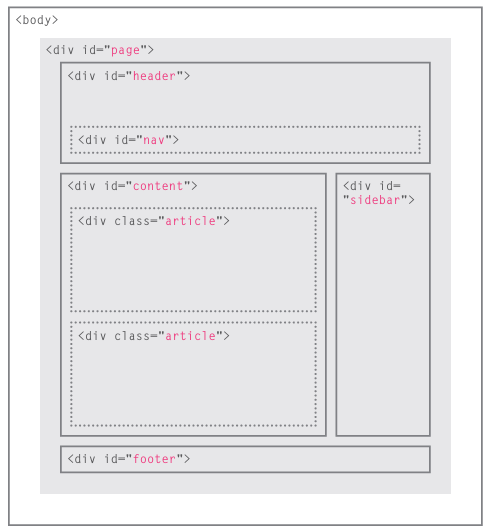 <body>
<div id="page">
<div id="header">
<div id="nav">
<div id="content">
<div id=
"sidebar">
<div class="article">
<div class="article">
<div id="footer">